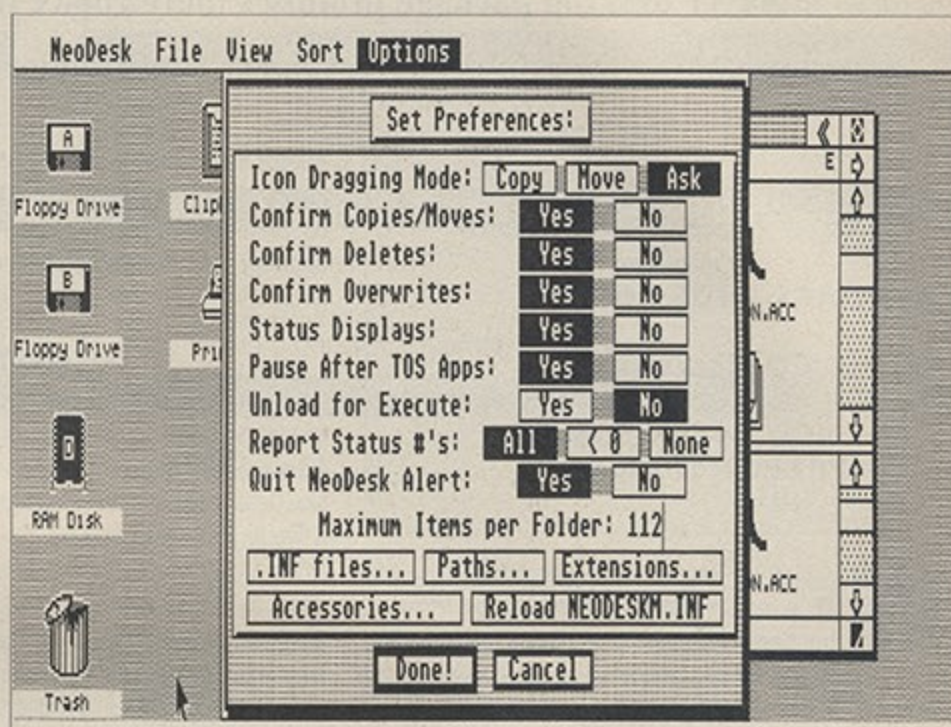 NeoDesk File View Sort Options
Set Preferences:
Icon Dragging Mode: Copy Move Ask
Confirm Copies/Moves: Yes No
Confirm Deletes: Yes No
Confirm Overwrites: Yes No
Status Displays: Yes No
Pause After TOS Apps: Yes No
Unload for Execute: Yes No
Report Status #'s: All < 0 None
Quit NeoDesk Alert: Yes No
Maximum Items per Folder: 112
.INF files... Paths... Extensions...
Accessories... Reload NEODESKM.INF
Done! Cancel
A
Floppy Drive
B
Floppy Drive
D
RAM Disk
Trash
Clip
Pri
E
N.ACC
N.ACC